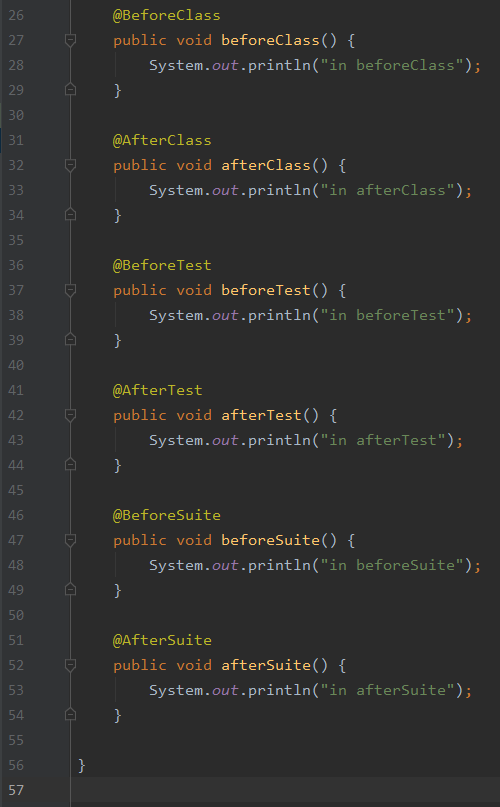 26 @BeforeClass
27 public void beforeClass() {
28 System.out.println("in beforeClass");
29 }
30
31 @AfterClass
32 public void afterClass() {
33 System.out.println("in afterClass");
34 }
35
36 @BeforeTest
37 public void beforeTest() {
38 System.out.println("in beforeTest");
39 }
40
41 @AfterTest
42 public void afterTest() {
43 System.out.println("in afterTest");
44 }
45
46 @BeforeSuite
47 public void beforeSuite() {
48 System.out.println("in beforeSuite");
49 }
50
51 @AfterSuite
52 public void afterSuite() {
53 System.out.println("in afterSuite");
54 }
55
56 }
57